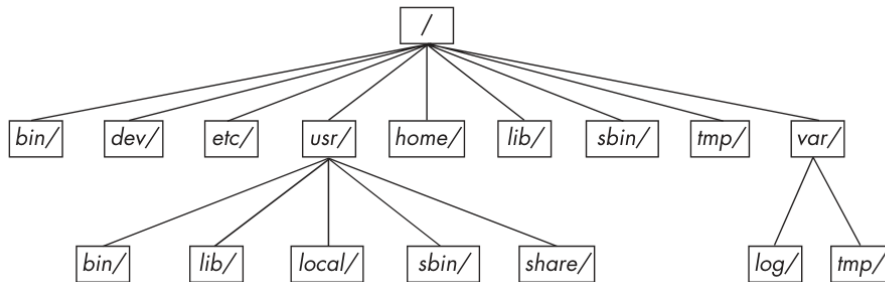 /
bin/ dev/ etc/ usr/ home/ lib/ sbin/ tmp/ var/
bin/ lib/ local/ sbin/ share/ log/ tmp/